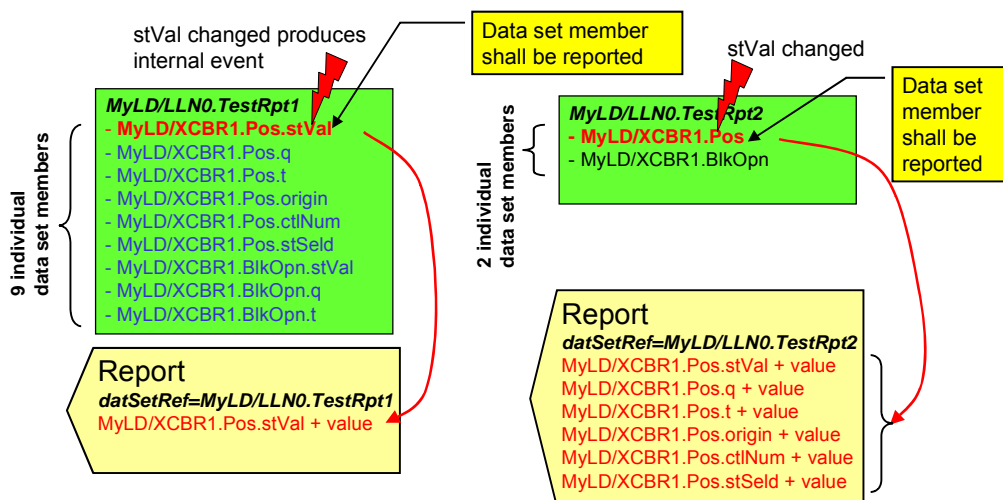 stVal changed produces
internal event
Data set member
shall be reported
MyLD/LLN0.TestRpt1
- MyLD/XCBR1.Pos.stVal
- MyLD/XCBR1.Pos.q
- MyLD/XCBR1.Pos.t
- MyLD/XCBR1.Pos.origin
- MyLD/XCBR1.Pos.ctlNum
- MyLD/XCBR1.Pos.stSeld
- MyLD/XCBR1.BlkOpn.stVal
- MyLD/XCBR1.BlkOpn.q
- MyLD/XCBR1.BlkOpn.t
9 individual
data set members
Report
datSetRef=MyLD/LLN0.TestRpt1
MyLD/XCBR1.Pos.stVal + value
stVal changed
Data set
member
shall be
reported
MyLD/LLN0.TestRpt2
- MyLD/XCBR1.Pos
- MyLD/XCBR1.BlkOpn
2 individual
data set members
Report
datSetRef=MyLD/LLN0.TestRpt2
MyLD/XCBR1.Pos.stVal + value
MyLD/XCBR1.Pos.q + value
MyLD/XCBR1.Pos.t + value
MyLD/XCBR1.Pos.origin + value
MyLD/XCBR1.Pos.ctlNum + value
MyLD/XCBR1.Pos.stSeld + value